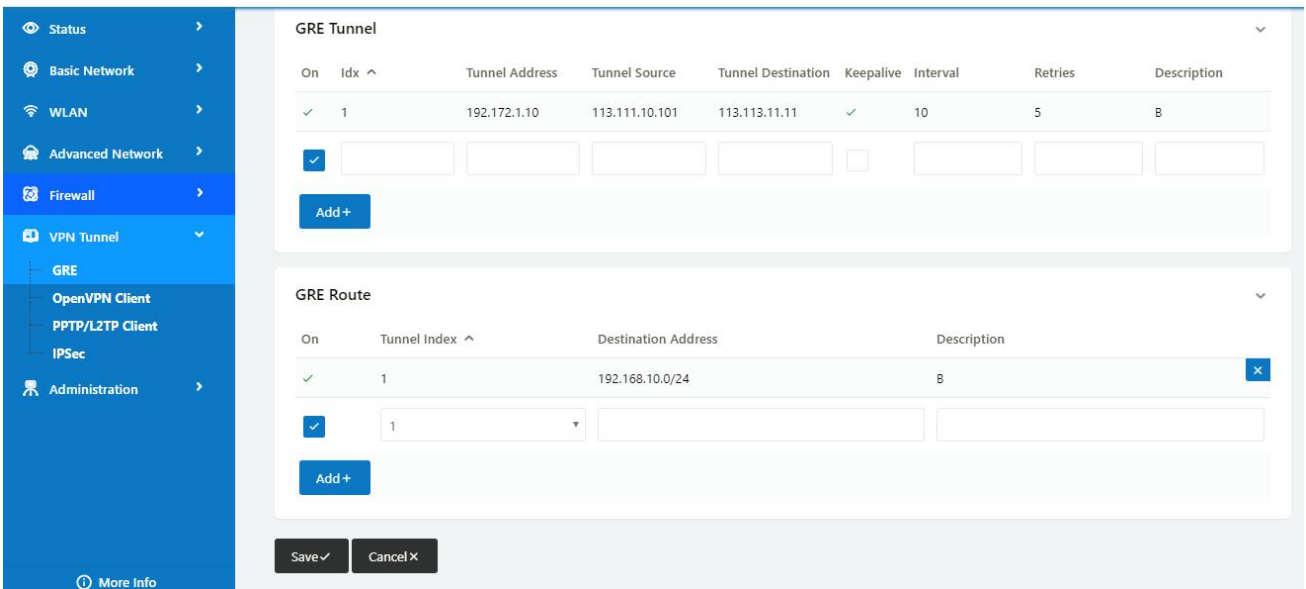 Status
Basic Network
WLAN
Advanced Network
Firewall
VPN Tunnel
GRE
OpenVPN Client
PPTP/L2TP Client
IPSec
Administration
More Info
GRE Tunnel
On Idx Tunnel Address Tunnel Source Tunnel Destination Keepalive Interval Retries Description
1 192.172.1.10 113.111.10.101 113.113.11.11 10 5 B
Add+
GRE Route
On Tunnel Index Destination Address Description
1 192.168.10.0/24 B
1
Add+
Save Cancel